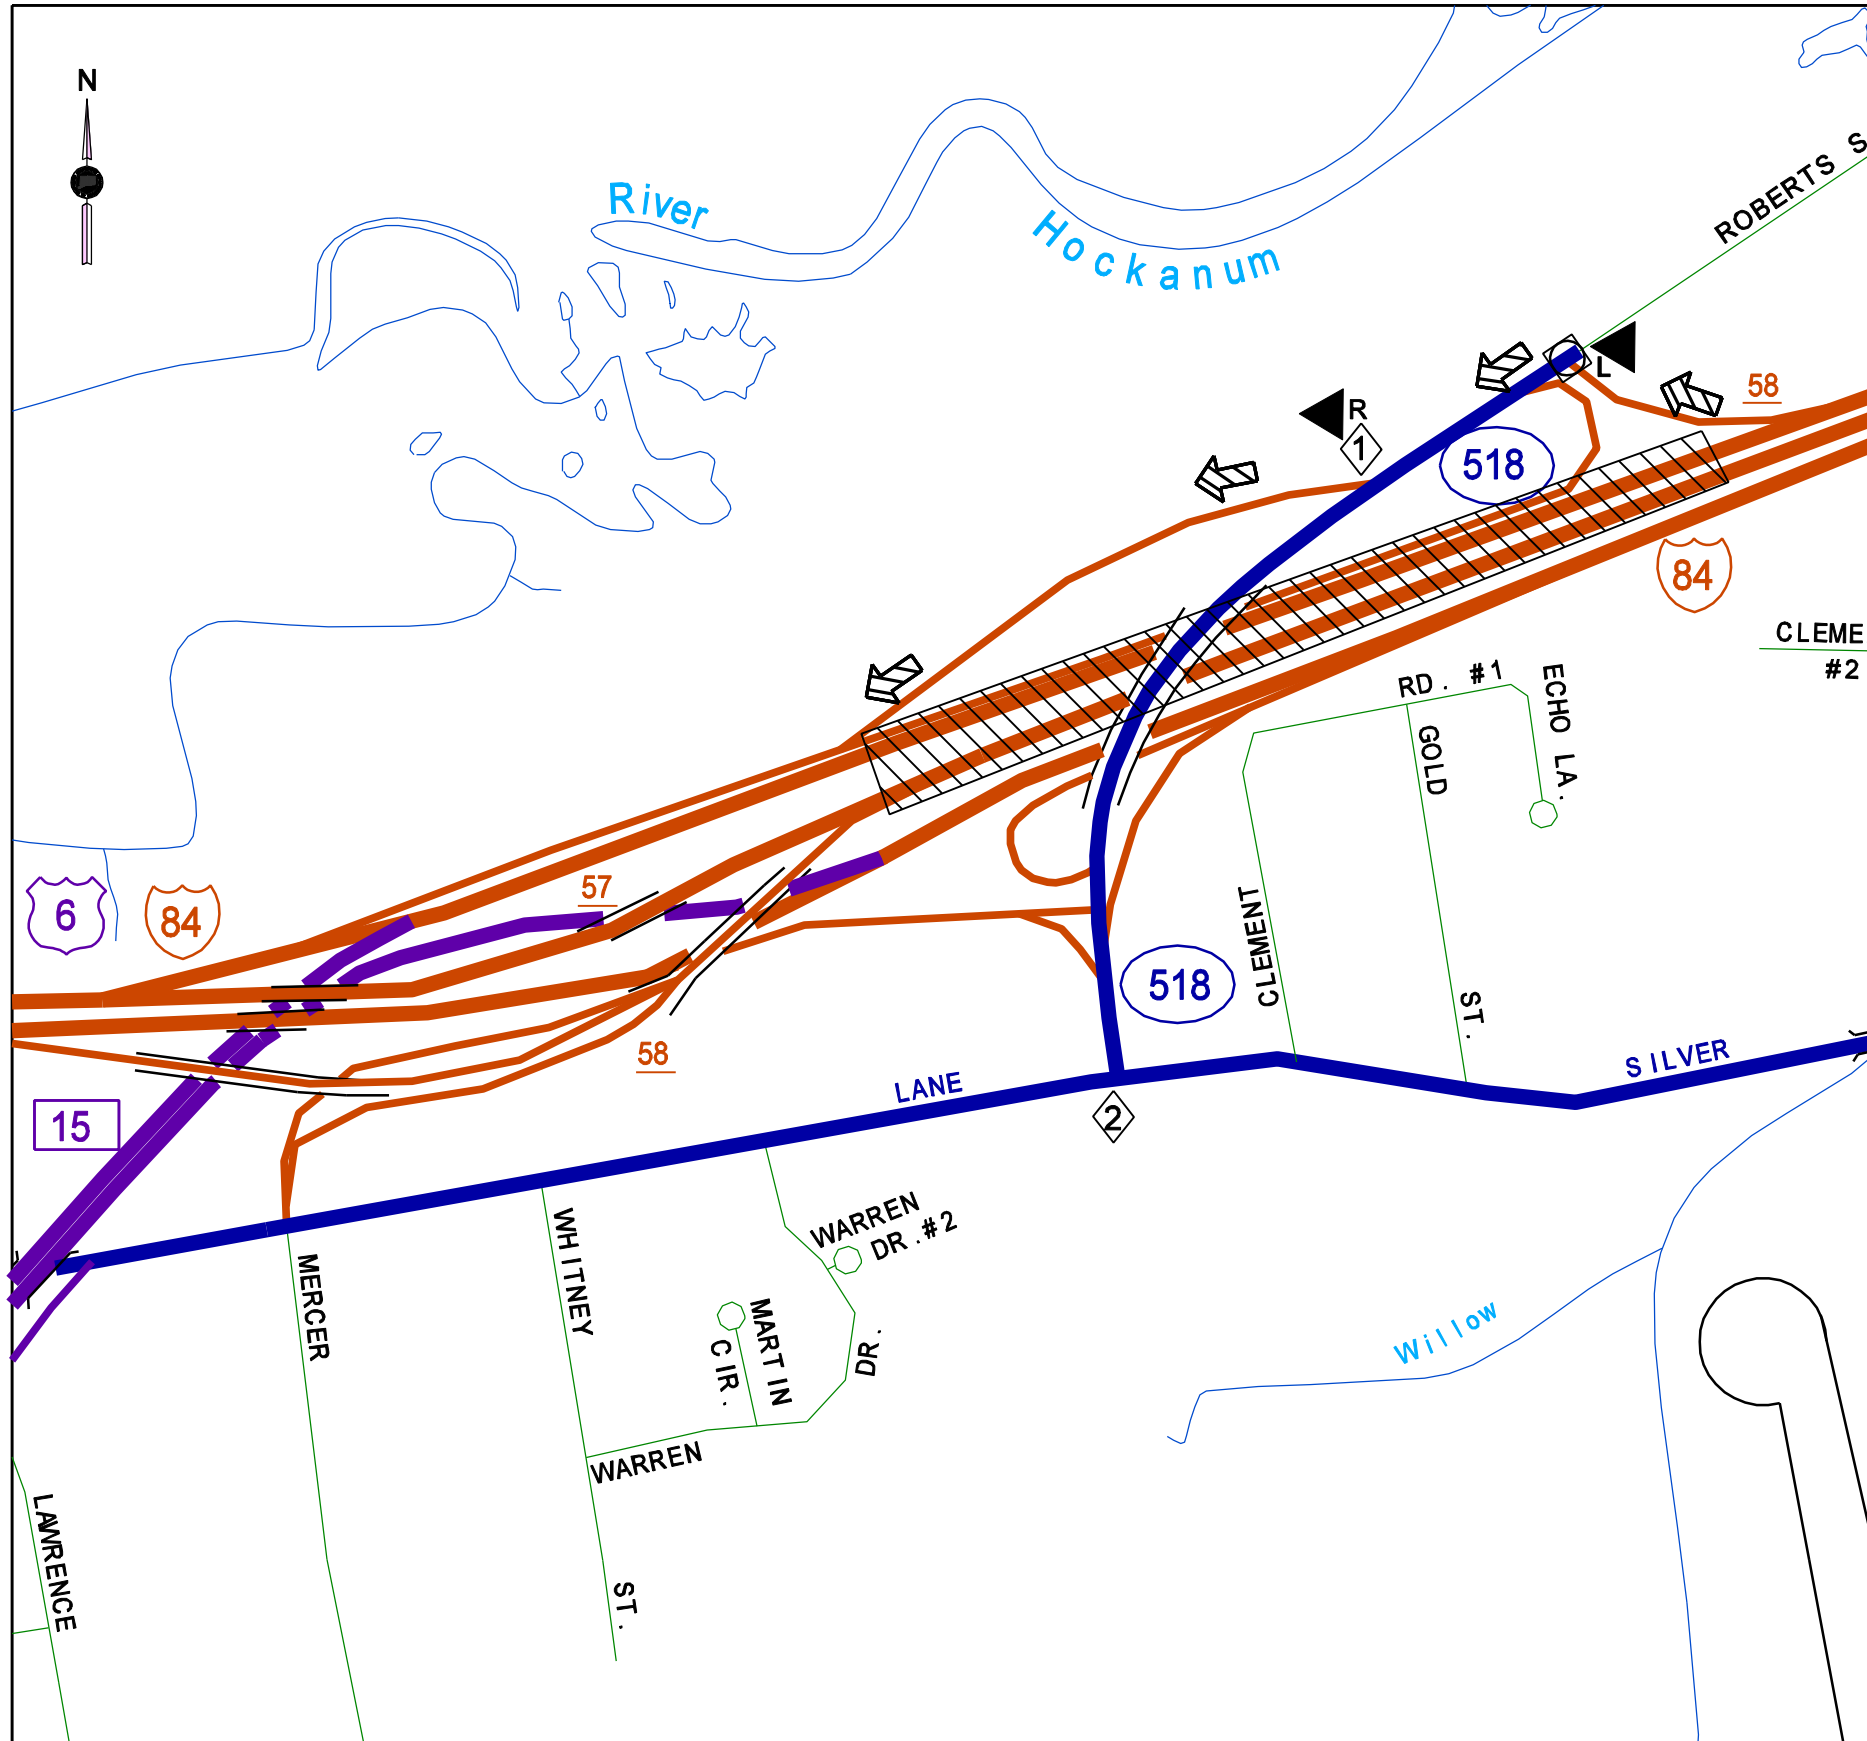 N
River
Hockanum
ROBERTS S
L
R
1
58
518
84
CLEME
#2
RD. #1
ECHO LA.
GOLD
ST.
57
6
84
CLEMENT
518
58
SILVER
LANE
15
2
WARREN
DR.#2
WHITNEY
ST.
MERCER
MARTIN
CIR.
DR.
Willow
WARREN
LAWRENCE